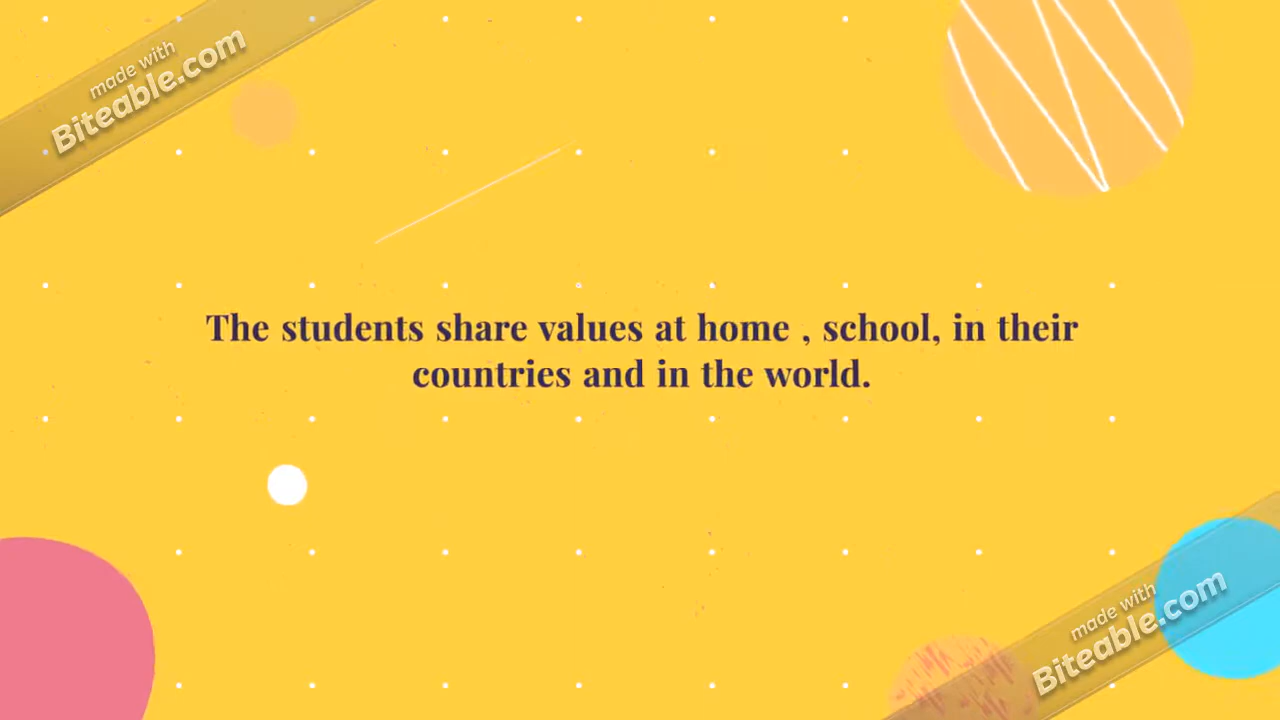 made with
Biteable.com
The students share values at home , school, in their
countries and in the world.
made with
Biteable.com